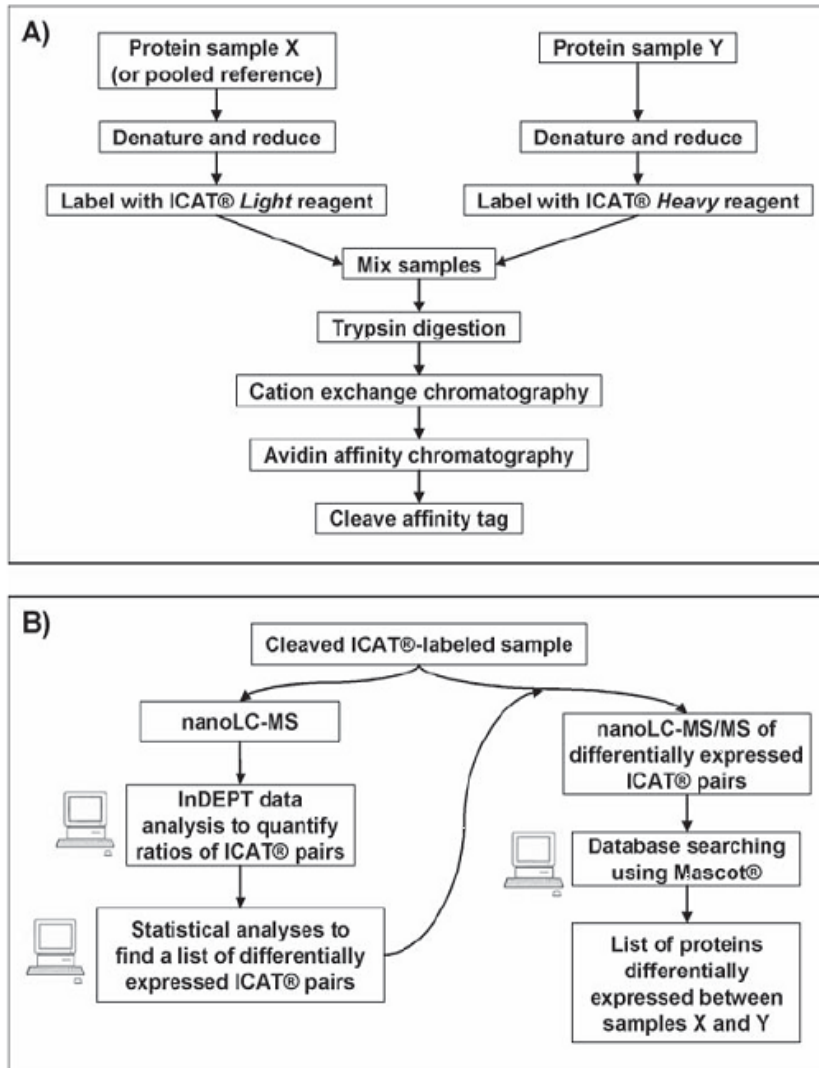 A)
Protein sample X
(or pooled reference)
Protein sample Y
Denature and reduce
Denature and reduce
Label with ICAT® Light reagent
Label with ICAT® Heavy reagent
Mix samples
Trypsin digestion
Cation exchange chromatography
Avidin affinity chromatography
Cleave affinity tag
B)
Cleaved ICAT®-labeled sample
nanoLC-MS
InDEPT data
analysis to quantify
ratios of ICAT® pairs
Statistical analyses to
find a list of differentially
expressed ICAT® pairs
nanoLC-MS/MS of
differentially expressed
ICAT® pairs
Database searching
using Mascot®
List of proteins
differentially
expressed between
samples X and Y